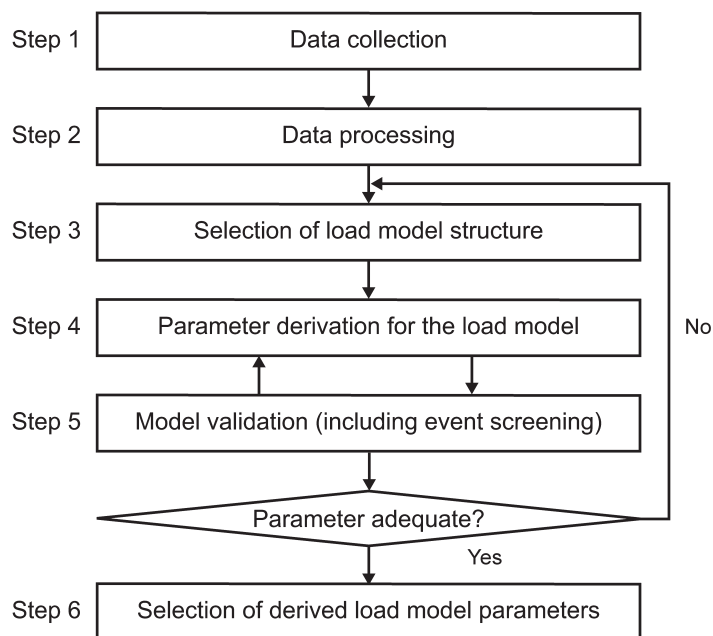 Step 1 Data collection
Step 2 Data processing
Step 3 Selection of load model structure
Step 4 Parameter derivation for the load model
No
Step 5 Model validation (including event screening)
Parameter adequate?
Yes
Step 6 Selection of derived load model parameters